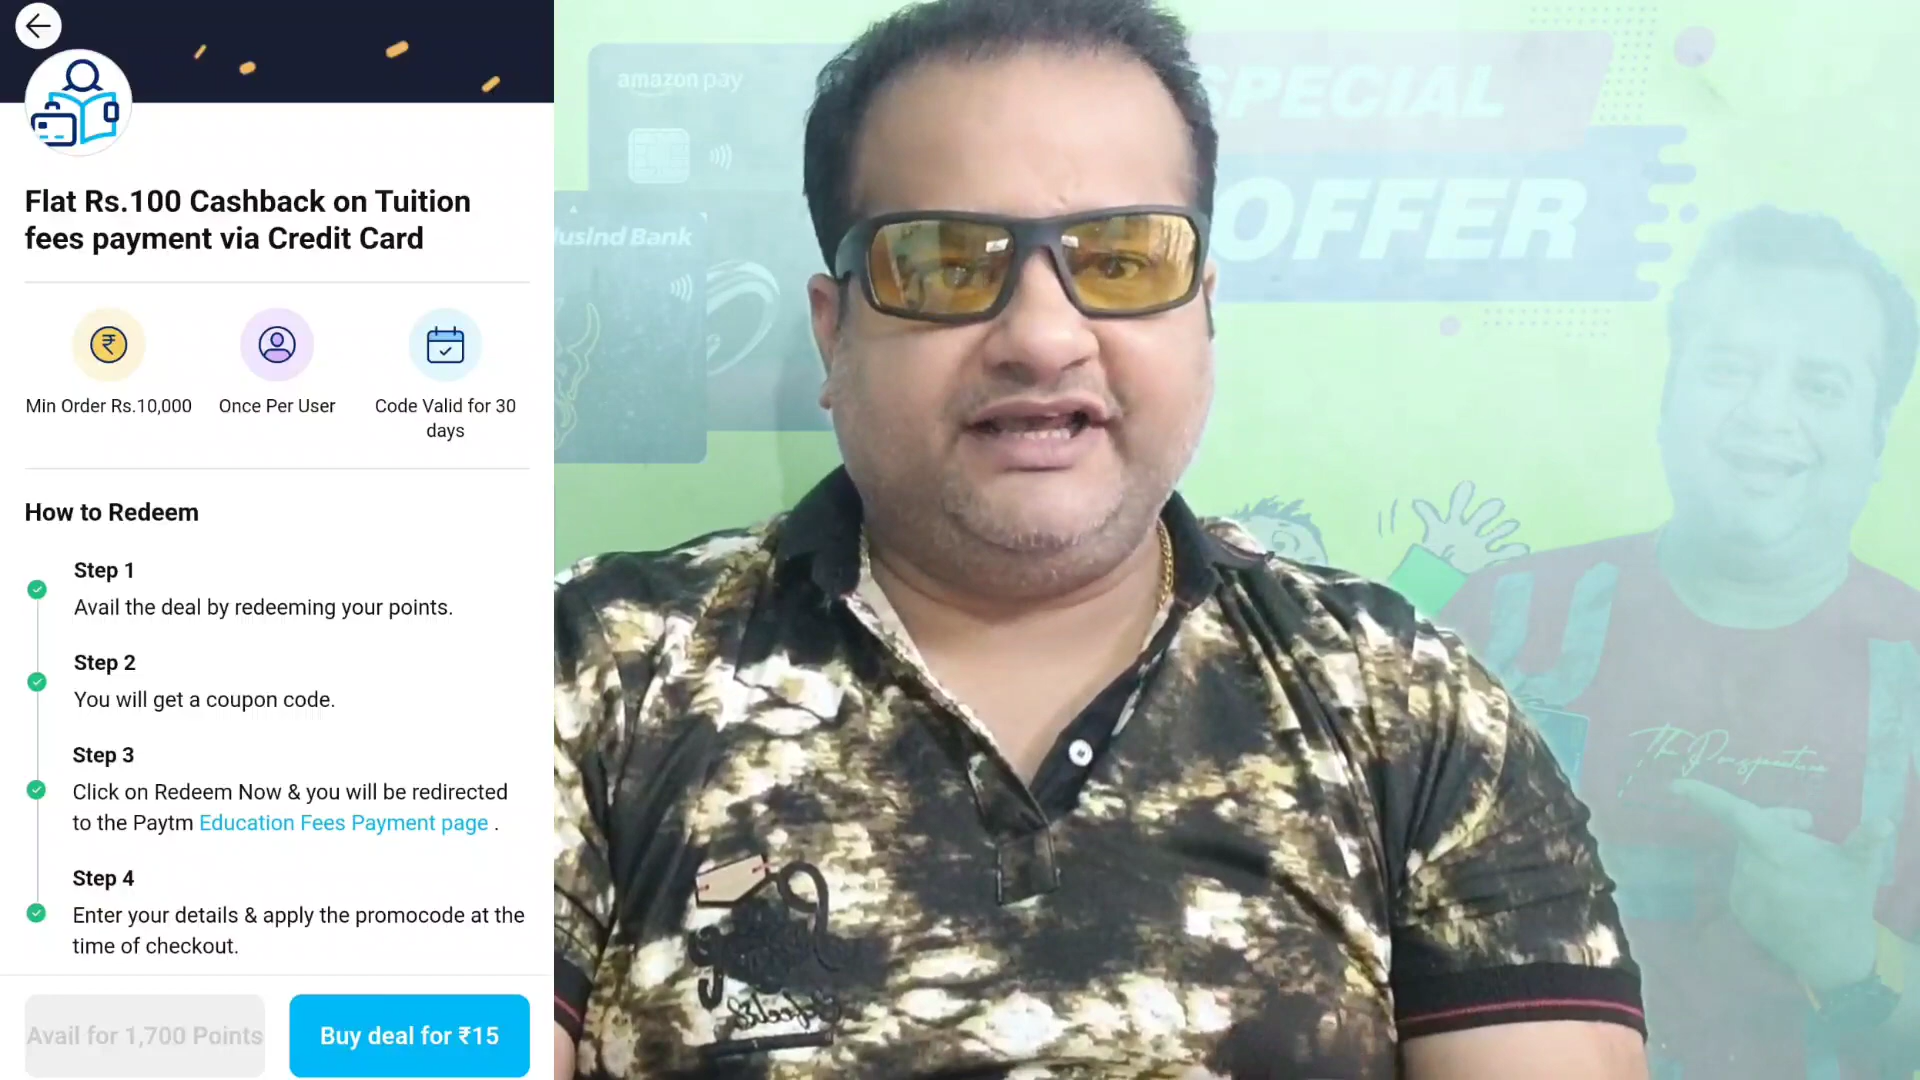 Flat Rs.100 Cashback on Tuition
fees payment via Credit Card
Min Order Rs.10,000
Once Per User
Code Valid for 30
days
How to Redeem
Step 1
Avail the deal by redeeming your points.
Step 2
You will get a coupon code.
Step 3
Click on Redeem Now & you will be redirected
to the Paytm Education Fees Payment page .
Step 4
Enter your details & apply the promocode at the
time of checkout.
Avail for 1,700 Points
Buy deal for ₹15
amazon pay
SPECIAL
OFFER
usInd Bank